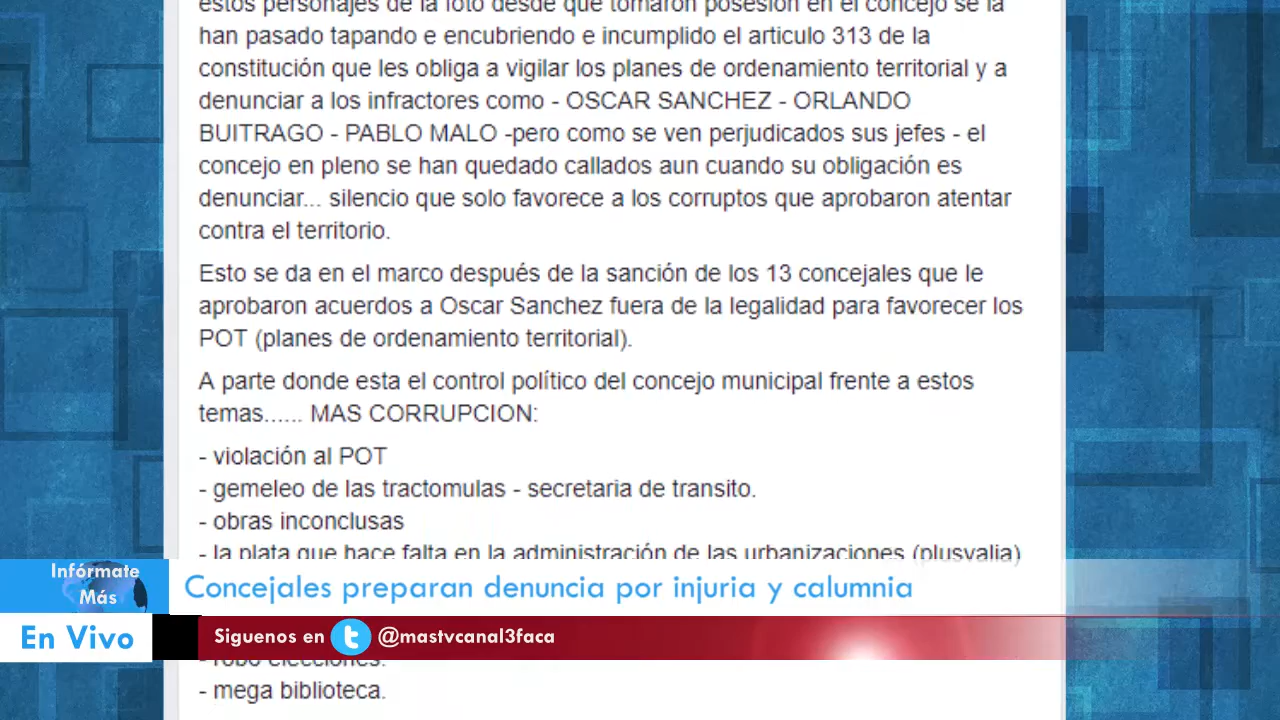 estos personajes de la foto desde que tomaron posesión en el concejo se la
han pasado tapando e encubriendo e incumplido el articulo 313 de la
constitución que les obliga a vigilar los planes de ordenamiento territorial y a
denunciar a los infractores como - OSCAR SANCHEZ - ORLANDO
BUITRAGO - PABLO MALO -pero como se ven perjudicados sus jefes - el
concejo en pleno se han quedado callados aun cuando su obligación es
denunciar... silencio que solo favorece a los corruptos que aprobaron atentar
contra el territorio.
Esto se da en el marco después de la sanción de los 13 concejales que le
aprobaron acuerdos a Oscar Sanchez fuera de la legalidad para favorecer los
POT (planes de ordenamiento territorial).
A parte donde esta el control político del concejo municipal frente a estos
temas...... MAS CORRUPCION:
- violación al POT
- gemeleo de las tractomulas - secretaria de transito.
- obras inconclusas
- la plata que hace falta en la administración de las urbanizaciones (plusvalia)
Infórmate
Más
Concejales preparan denuncia por injuria y calumnia
En Vivo
Siguenos en @mastvcanal3faca
- robo elecciones.
- mega biblioteca.